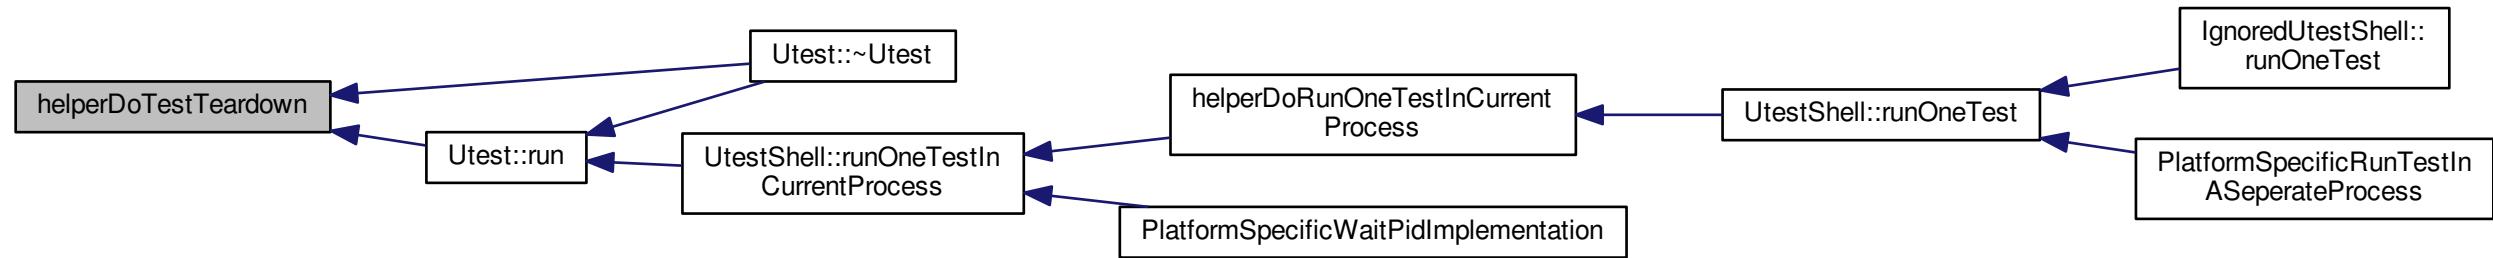 helperDoTestTeardown
Utest::~Utest
Utest::run
UtestShell::runOneTestIn
CurrentProcess
helperDoRunOneTestInCurrent
Process
PlatformSpecificWaitPidImplementation
UtestShell::runOneTest
IgnoredUtestShell::
runOneTest
PlatformSpecificRunTestIn
ASeperateProcess